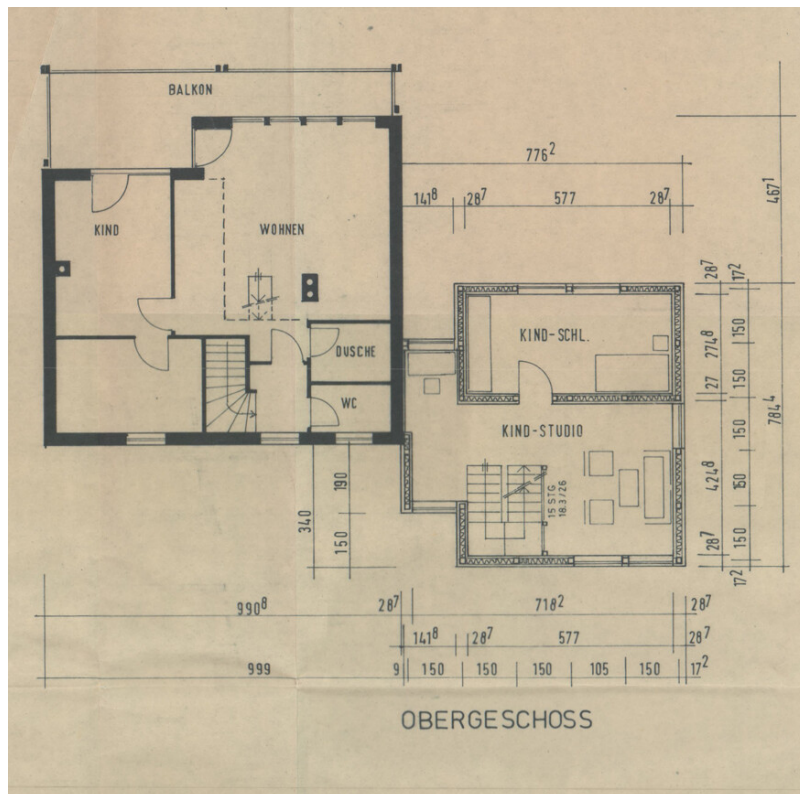 BALKON
776²
141⁸ 28⁷ 577 28⁷
467¹
KIND
WOHNEN
28⁷ 17²
KIND-SCHL.
274⁸ 150
DUSCHE
27 150
WC
KIND-STUDIO
150
784⁴
424⁸ 150
15 STG
18.3/26
190
340
150
28⁷ 150
17²
990⁸ 28⁷ 718² 28⁷
141⁸ 28⁷ 577 28⁷
999 9 150 150 150 105 150 17²
OBERGESCHOSS